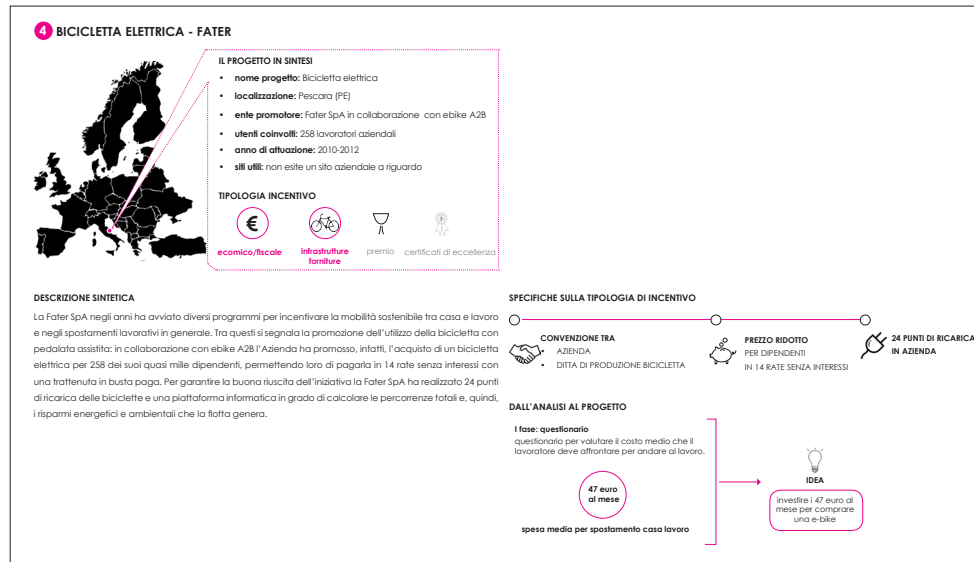 4 BICICLETTA ELETTRICA - FATER
IL PROGETTO IN SINTESI
• nome progetto: Bicicletta elettrica
• localizzazione: Pescara (PE)
• ente promotore: Fater SpA in collaborazione con ebike A2B
• utenti coinvolti: 258 lavoratori aziendali
• anno di attuazione: 2010-2012
• siti utili: non esite un sito aziendale a riguardo
TIPOLOGIA INCENTIVO
€
ecomico/fiscale
infrastrutture
forniture
premio
certificati di eccellenza
DESCRIZIONE SINTETICA
La Fater SpA negli anni ha avviato diversi programmi per incentivare la mobilità sostenibile tra casa e lavoro
e negli spostamenti lavorativi in generale. Tra questi si segnala la promozione dell'utilizzo della bicicletta con
pedalata assistita: in collaborazione con ebike A2B l'Azienda ha promosso, infatti, l'acquisto di un bicicletta
elettrica per 258 dei suoi quasi mille dipendenti, permettendo loro di pagarla in 14 rate senza interessi con
una trattenuta in busta paga. Per garantire la buona riuscita dell'iniziativa la Fater SpA ha realizzato 24 punti
di ricarica delle biciclette e una piattaforma informatica in grado di calcolare le percorrenze totali e, quindi,
i risparmi energetici e ambientali che la flotta genera.
SPECIFICHE SULLA TIPOLOGIA DI INCENTIVO
CONVENZIONE TRA
• AZIENDA
• DITTA DI PRODUZIONE BICICLETTA
PREZZO RIDOTTO
PER DIPENDENTI
IN 14 RATE SENZA INTERESSI
24 PUNTI DI RICARICA
IN AZIENDA
DALL'ANALISI AL PROGETTO
I fase: questionario
questionario per valutare il costo medio che il
lavoratore deve affrontare per andare al lavoro.
47 euro
al mese
spesa media per spostamento casa lavoro
IDEA
investire i 47 euro al
mese per comprare
una e-bike